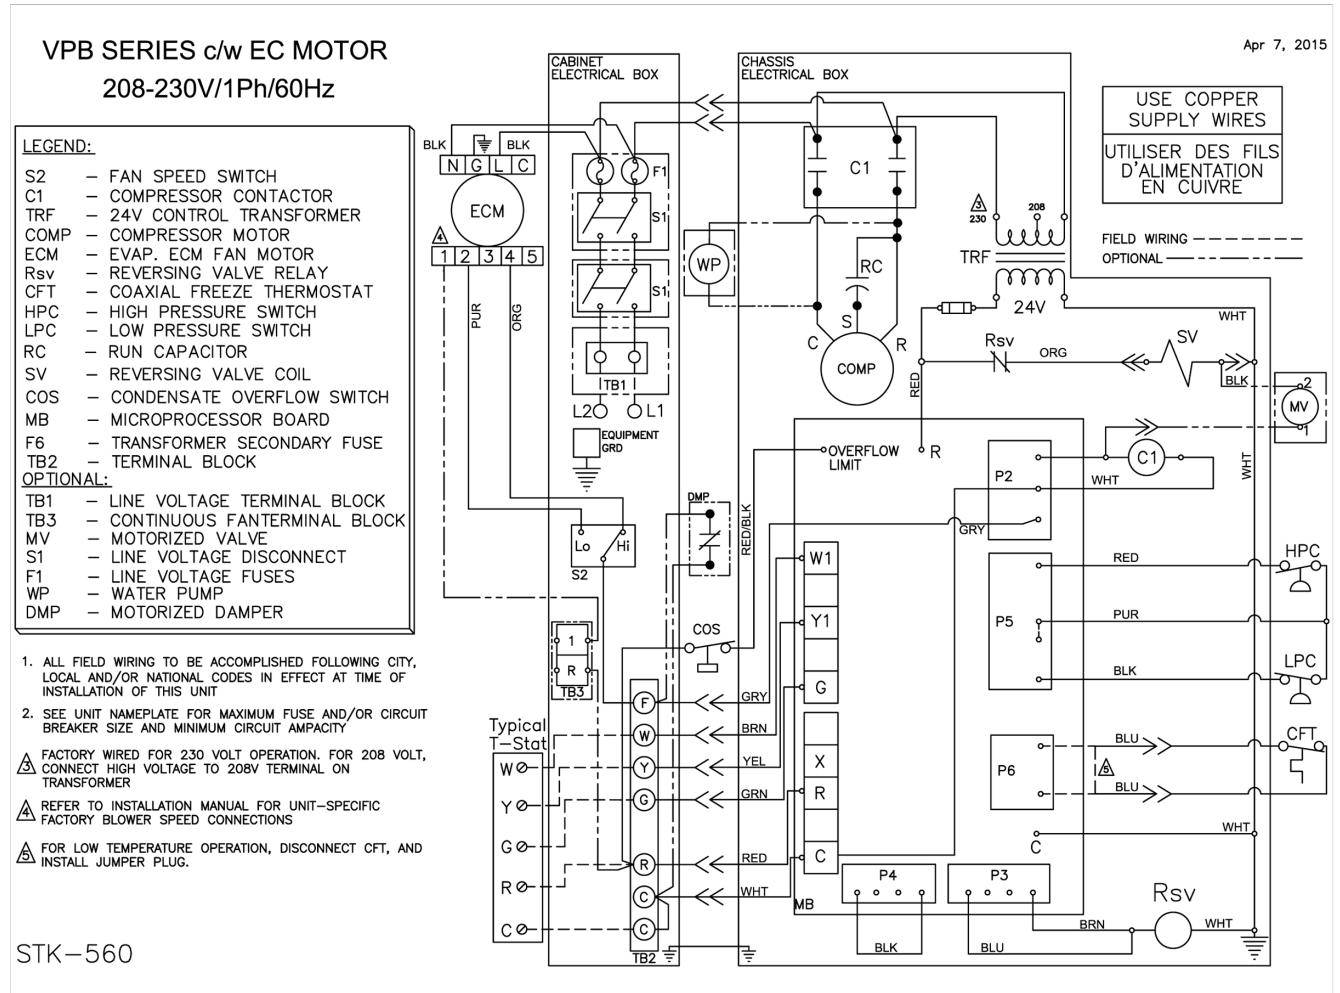 VPB SERIES c/w EC MOTOR
208-230V/1Ph/60Hz
Apr 7, 2015
LEGEND:
S2 – FAN SPEED SWITCH
C1 – COMPRESSOR CONTACTOR
TRF – 24V CONTROL TRANSFORMER
COMP – COMPRESSOR MOTOR
ECM – EVAP. ECM FAN MOTOR
Rsv – REVERSING VALVE RELAY
CFT – COAXIAL FREEZE THERMOSTAT
HPC – HIGH PRESSURE SWITCH
LPC – LOW PRESSURE SWITCH
RC – RUN CAPACITOR
SV – REVERSING VALVE COIL
COS – CONDENSATE OVERFLOW SWITCH
MB – MICROPROCESSOR BOARD
F6 – TRANSFORMER SECONDARY FUSE
TB2 – TERMINAL BLOCK
OPTIONAL:
TB1 – LINE VOLTAGE TERMINAL BLOCK
TB3 – CONTINUOUS FANTERMINAL BLOCK
MV – MOTORIZED VALVE
S1 – LINE VOLTAGE DISCONNECT
F1 – LINE VOLTAGE FUSES
WP – WATER PUMP
DMP – MOTORIZED DAMPER
1. ALL FIELD WIRING TO BE ACCOMPLISHED FOLLOWING CITY,
LOCAL AND/OR NATIONAL CODES IN EFFECT AT TIME OF
INSTALLATION OF THIS UNIT
2. SEE UNIT NAMEPLATE FOR MAXIMUM FUSE AND/OR CIRCUIT
BREAKER SIZE AND MINIMUM CIRCUIT AMPACITY
3 FACTORY WIRED FOR 230 VOLT OPERATION. FOR 208 VOLT,
CONNECT HIGH VOLTAGE TO 208V TERMINAL ON
TRANSFORMER
4 REFER TO INSTALLATION MANUAL FOR UNIT–SPECIFIC
FACTORY BLOWER SPEED CONNECTIONS
5 FOR LOW TEMPERATURE OPERATION, DISCONNECT CFT, AND
INSTALL JUMPER PLUG.
STK–560
BLK
BLK
N G L C
ECM
4
1 2 3 4 5
PUR
ORG
CABINET
ELECTRICAL BOX
F1
S1
S1
TB1
L2 L1
EQUIPMENT
GRD
Lo Hi
S2
1
R
TB3
Typical
T–Stat
W
Y
G
R
C
F
W
Y
G
R
C
C
TB2
CHASSIS
ELECTRICAL BOX
C1
WP
RC
S
C R
COMP
DMP
RED/BLK
COS
GRY
BRN
YEL
GRN
RED
WHT
3
230
208
TRF
24V
RED
Rsv
ORG
SV
WHT
BLK
2
MV
1
OVERFLOW
LIMIT
R
P2
C1
WHT
WHT
GRY
W1
Y1
G
X
R
C
MB
P5
RED
HPC
PUR
BLK
LPC
P6
BLU
CFT
5
BLU
C
WHT
P4
BLK
P3
BLU
BRN
Rsv
WHT
USE COPPER
SUPPLY WIRES
UTILISER DES FILS
D'ALIMENTATION
EN CUIVRE
FIELD WIRING
OPTIONAL